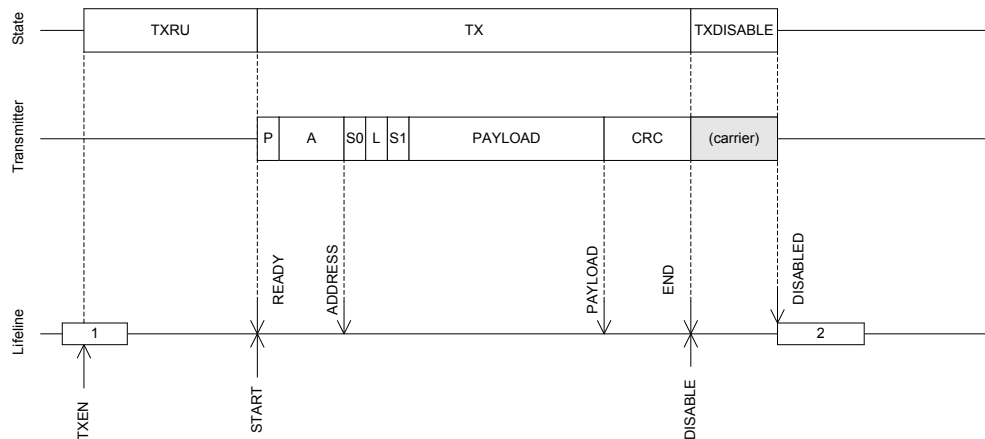 State
TXRU
TX
TXDISABLE
Transmitter
P
A
S0
L
S1
PAYLOAD
CRC
(carrier)
READY
ADDRESS
PAYLOAD
END
DISABLED
Lifeline
1
2
TXEN
START
DISABLE